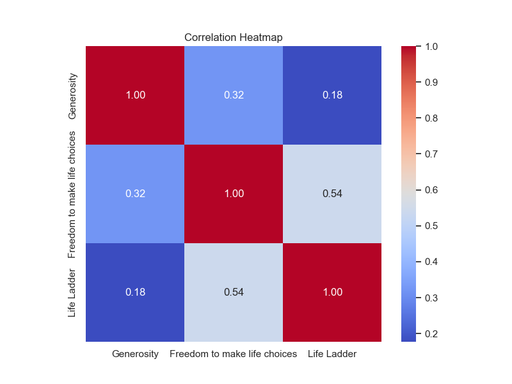 Correlation Heatmap
Generosity
1.00
0.32
0.18
Freedom to make life choices
0.32
1.00
0.54
Life Ladder
0.18
0.54
1.00
Generosity
Freedom to make life choices
Life Ladder
1.0
0.9
0.8
0.7
0.6
0.5
0.4
0.3
0.2